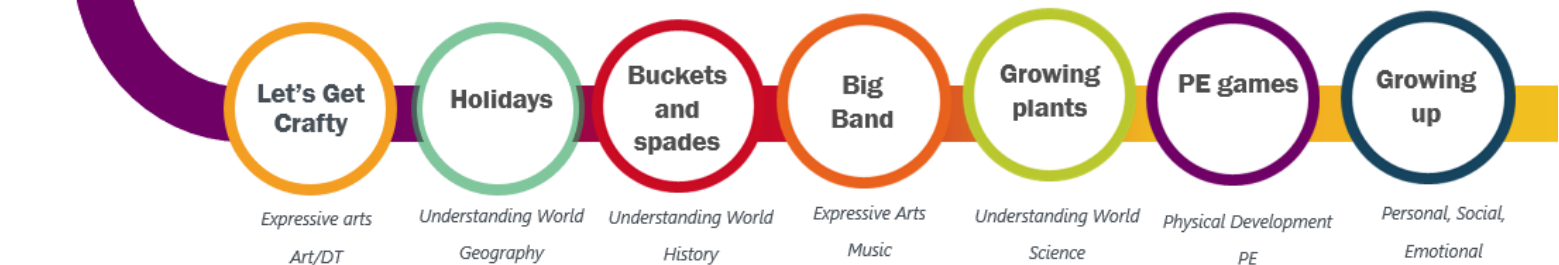 Let's Get
Crafty
Holidays
Buckets
and
spades
Big
Band
Growing
plants
PE games
Growing
up
Expressive arts
Art/DT
Understanding World
Geography
Understanding World
History
Expressive Arts
Music
Understanding World
Science
Physical Development
PE
Personal, Social,
Emotional